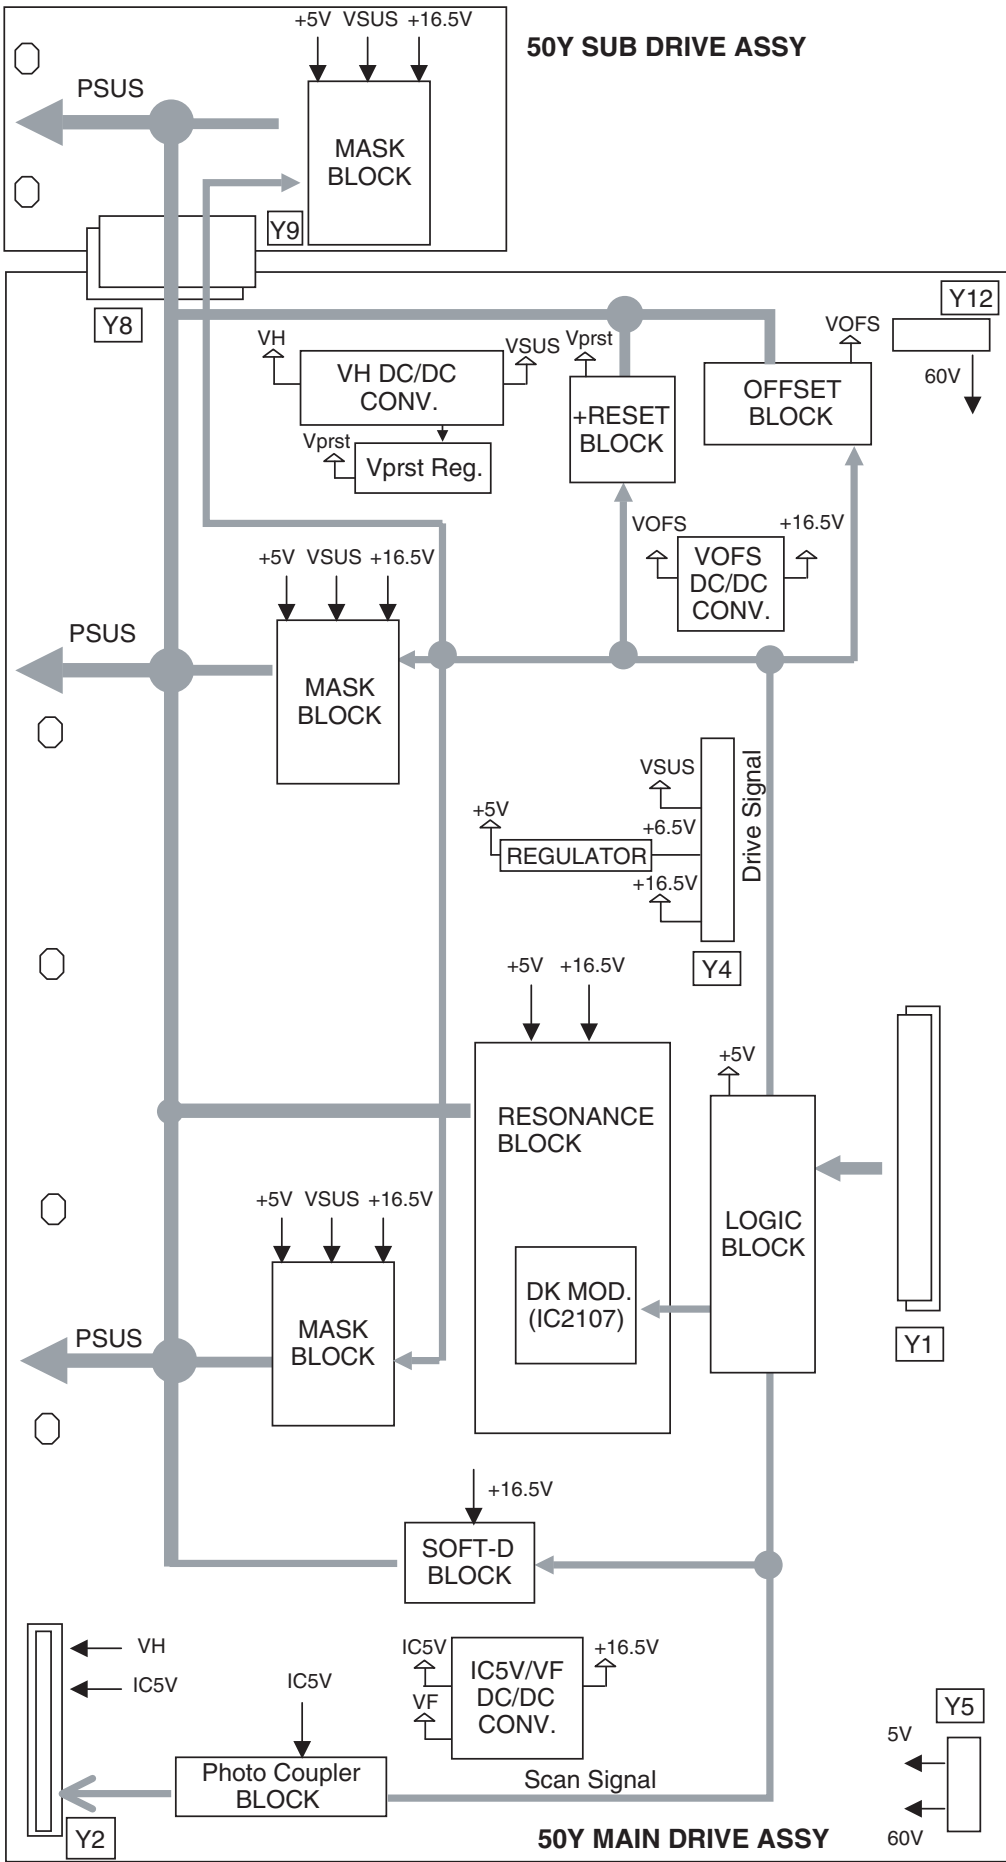 +5V VSUS +16.5V
50Y SUB DRIVE ASSY
PSUS
MASK
BLOCK
Y9
Y8
Y12
VH
VSUS
Vprst
VOFS
VH DC/DC
CONV.
60V
+RESET
BLOCK
OFFSET
BLOCK
Vprst
Vprst Reg.
VOFS
+16.5V
VOFS
DC/DC
CONV.
+5V VSUS +16.5V
PSUS
MASK
BLOCK
VSUS
Drive Signal
+5V
+6.5V
REGULATOR
+16.5V
Y4
+5V +16.5V
+5V
RESONANCE
BLOCK
+5V VSUS +16.5V
LOGIC
BLOCK
DK MOD.
(IC2107)
PSUS
MASK
BLOCK
Y1
+16.5V
SOFT-D
BLOCK
VH
IC5V
IC5V
IC5V
VF
IC5V/VF
DC/DC
CONV.
+16.5V
Y5
5V
Photo Coupler
BLOCK
Scan Signal
Y2
60V
50Y MAIN DRIVE ASSY